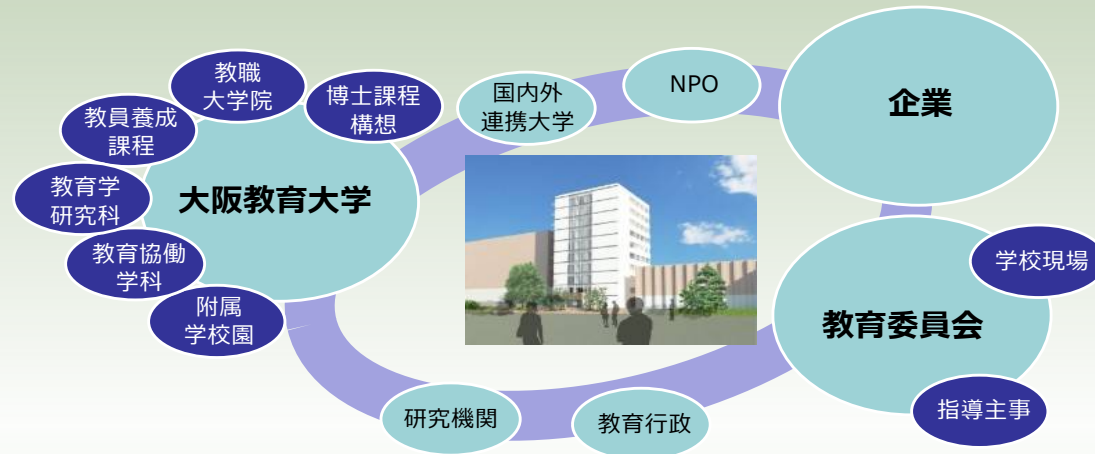 教職
大学院
博士課程
構想
教員養成
課程
教育学
研究科
教育協働
学科
附属
学校園
大阪教育大学
国内外
連携大学
NPO
企業
学校現場
教育委員会
指導主事
研究機関
教育行政